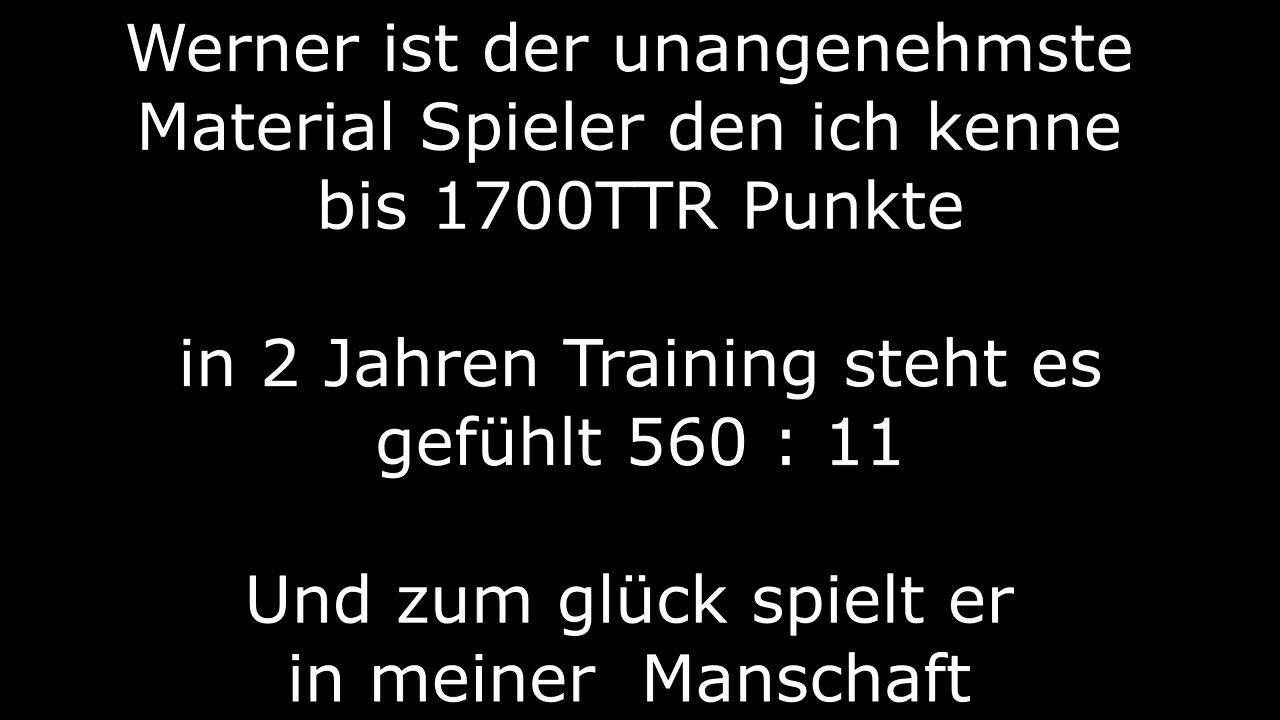 Werner ist der unangenehmste
Material Spieler den ich kenne
bis 1700TTR Punkte
in 2 Jahren Training steht es
gefühlt 560 : 11
Und zum glück spielt er
in meiner  Manschaft